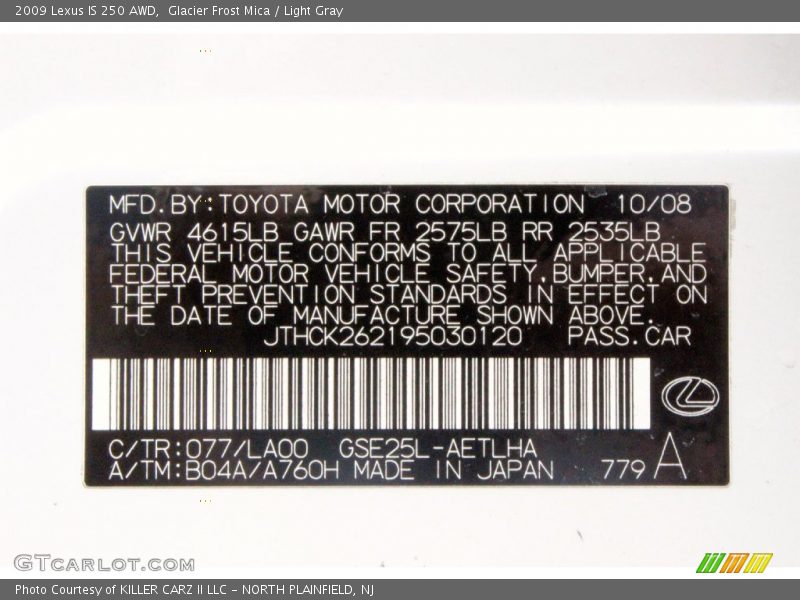 2009 Lexus IS 250 AWD,  Glacier Frost Mica / Light Gray
MFD.BY:TOYOTA MOTOR CORPORATION 10/08
GVWR 4615LB GAWR FR 2575LB RR 2535LB
THIS VEHICLE CONFORMS TO ALL APPLICABLE
FEDERAL MOTOR VEHICLE SAFETY,BUMPER,AND
THEFT PREVENTION STANDARDS IN EFFECT ON
THE DATE OF MANUFACTURE SHOWN ABOVE.
JTHCK262195030120 PASS.CAR
C/TR:077/LA00 GSE25L-AETLHA
A/TM:B04A/A760H MADE IN JAPAN 779 A
GTCARLOT.COM
Photo Courtesy of KILLER CARZ II LLC - NORTH PLAINFIELD, NJ